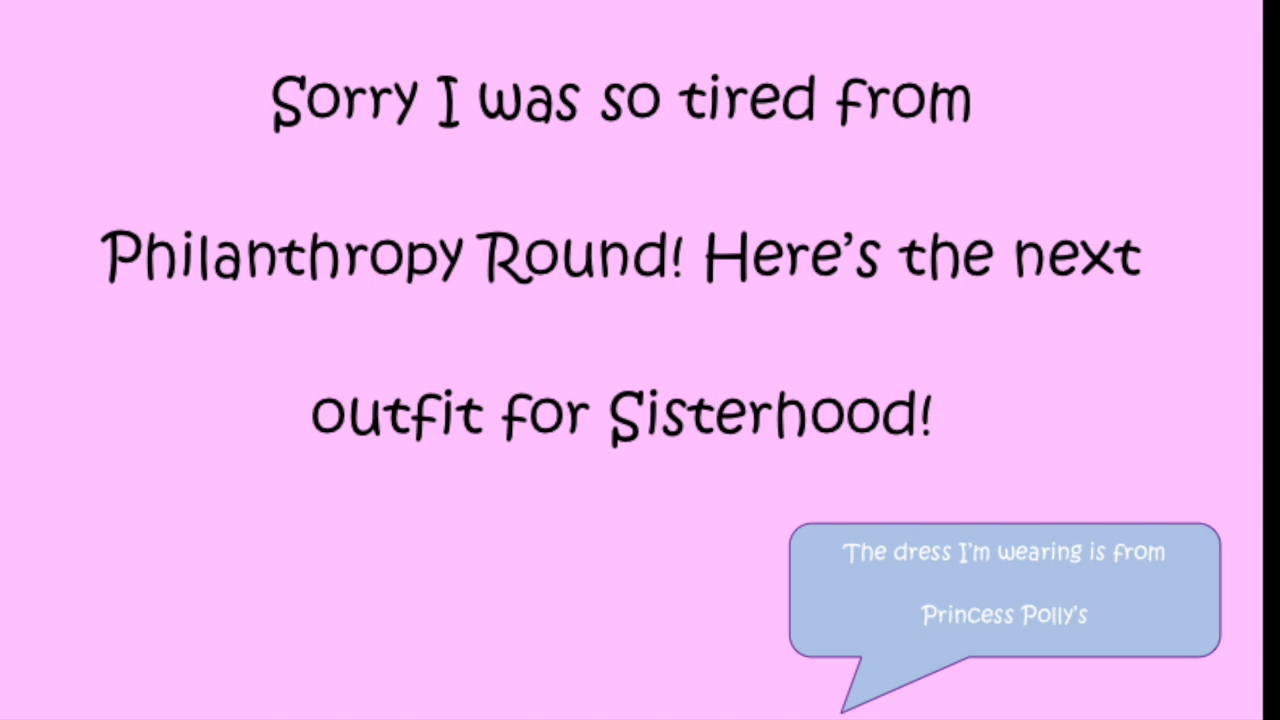 Sorry I was so tired from
Philanthropy Round! Here’s the next
outfit for Sisterhood!
The dress I’m wearing is from
Princess Polly’s